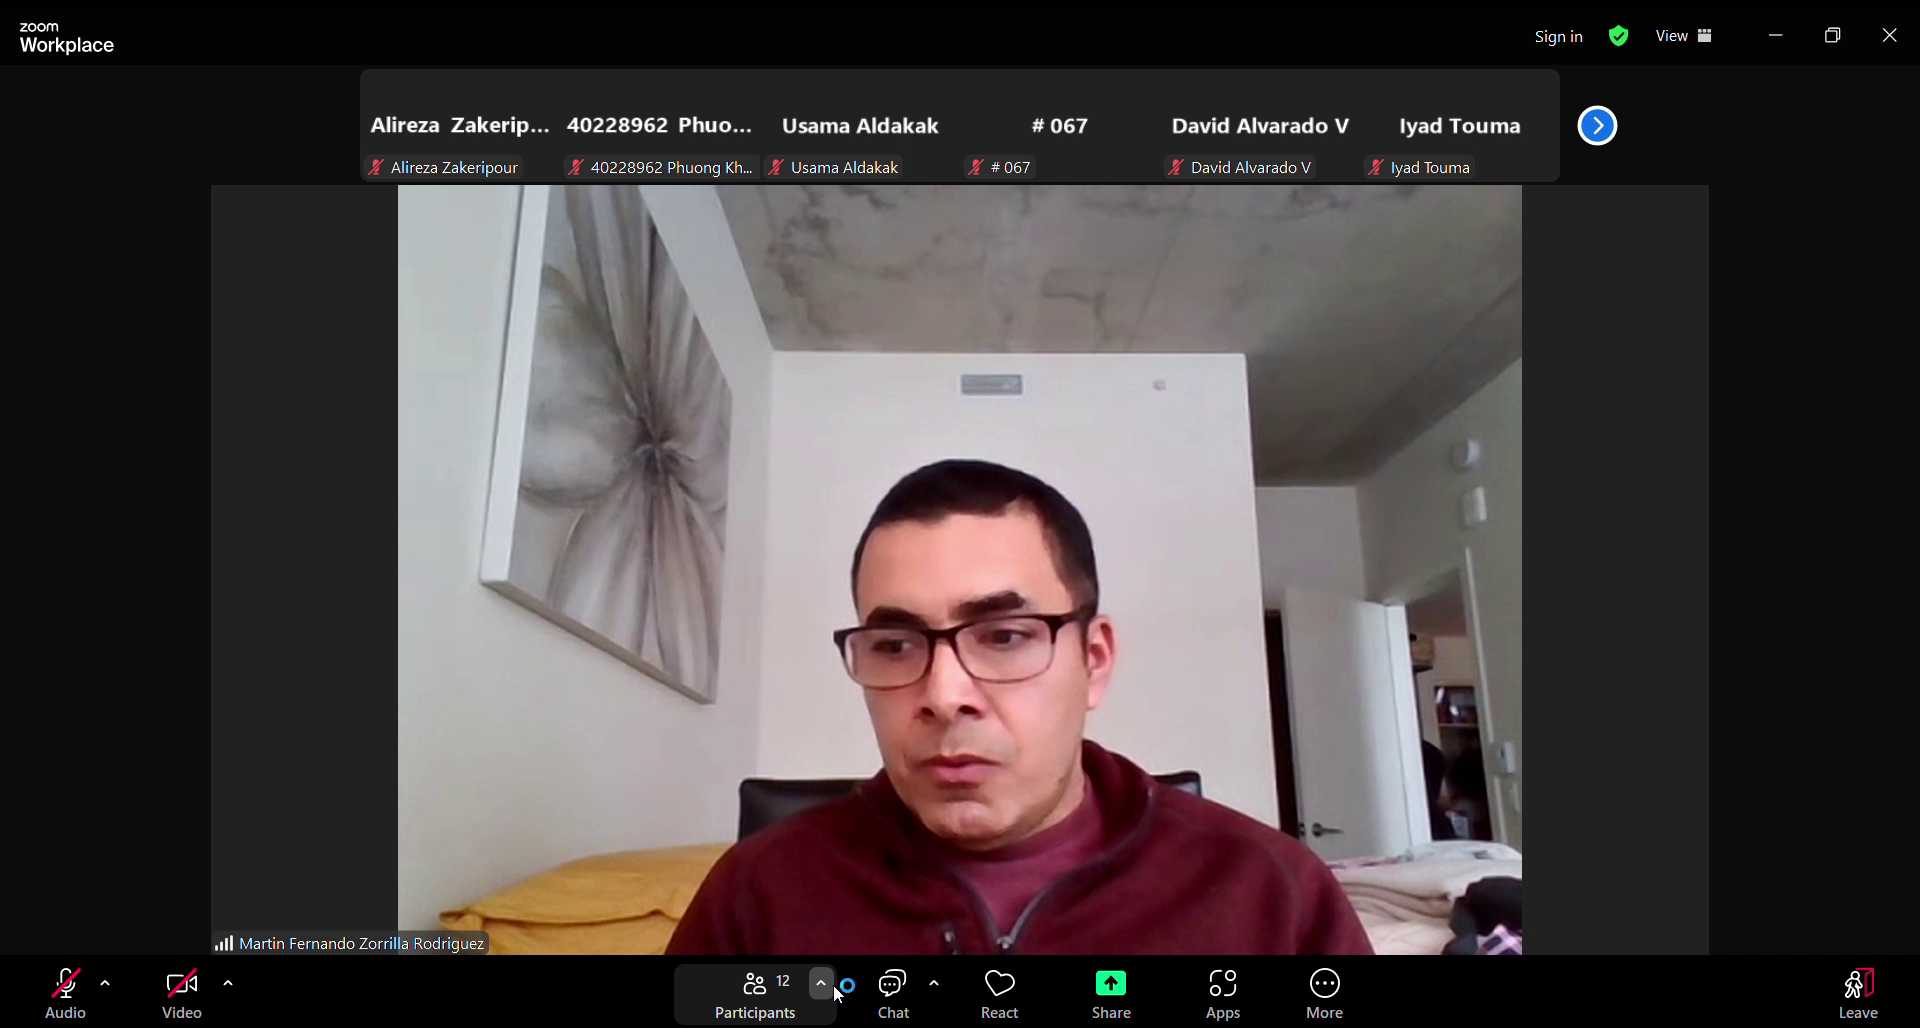 zoom
Workplace
Sign in
View
Alireza Zakerip...
40228962 Phuo...
Usama Aldakak
# 067
David Alvarado V
Iyad Touma
Alireza Zakeripour
40228962 Phuong Kh...
Usama Aldakak
# 067
David Alvarado V
Iyad Touma
Martin Fernando Zorrilla Rodriguez
12
Audio
Video
Participants
Chat
React
Share
Apps
More
Leave